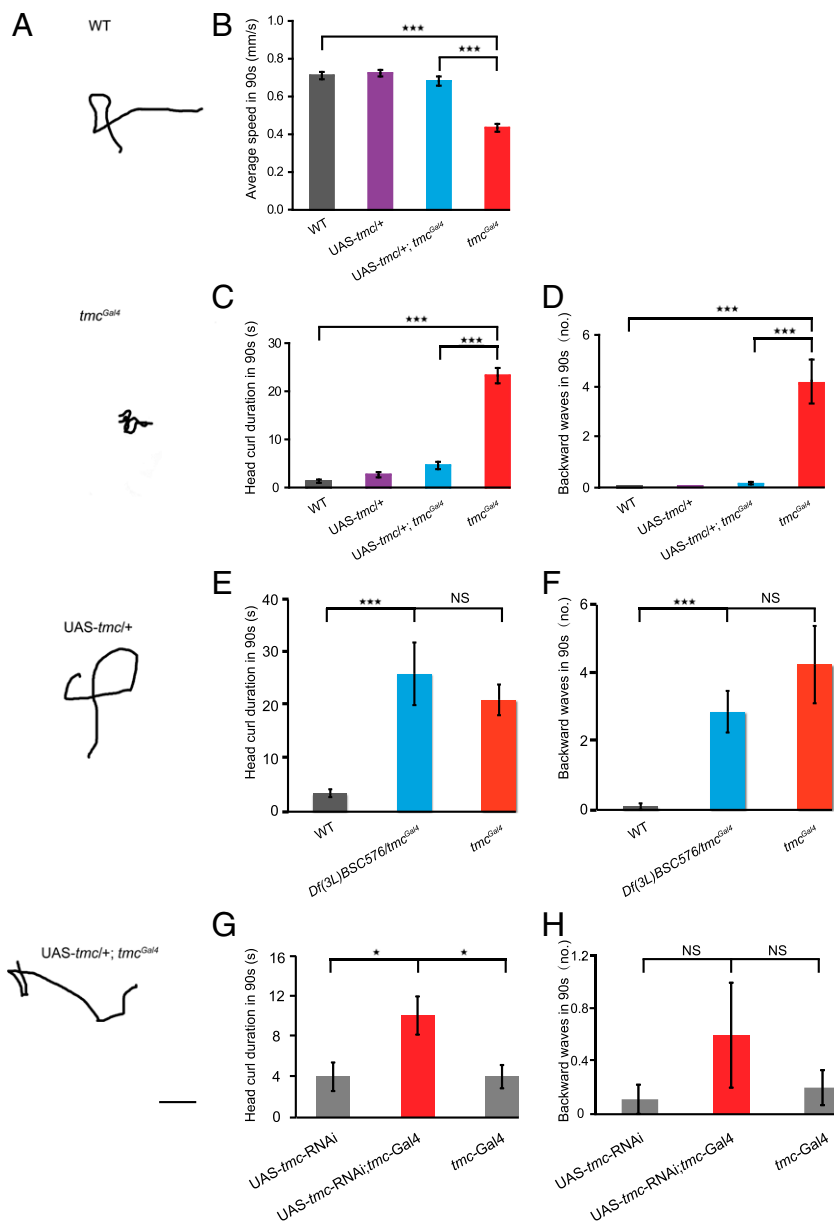 A
WT
tmcGal4
UAS-tmc/+
UAS-tmc/+; tmcGal4
B
Average speed in 90s (mm/s)
1.0
0.8
0.6
0.4
0.2
0.0
★★★
★★★
WT
UAS-tmc/+
UAS-tmc/+; tmcGal4
tmcGal4
C
Head curl duration in 90s (s)
30
20
10
0
★★★
★★★
WT
UAS-tmc/+
UAS-tmc/+; tmcGal4
tmcGal4
D
Backward waves in 90s (no.)
6
4
2
0
★★★
★★★
WT
UAS-tmc/+
UAS-tmc/+; tmcGal4
tmcGal4
E
Head curl duration in 90s (s)
40
30
20
10
0
★★★
NS
WT
Df(3L)BSC576/tmcGal4
tmcGal4
F
Backward waves in 90s (no.)
6
4
2
0
★★★
NS
WT
Df(3L)BSC576/tmcGal4
tmcGal4
G
Head curl duration in 90s (s)
16
12
8
4
0
★
★
UAS-tmc-RNAi
UAS-tmc-RNAi;tmc-Gal4
tmc-Gal4
H
Backward waves in 90s (no.)
1.2
0.8
0.4
0
NS
NS
UAS-tmc-RNAi
UAS-tmc-RNAi;tmc-Gal4
tmc-Gal4